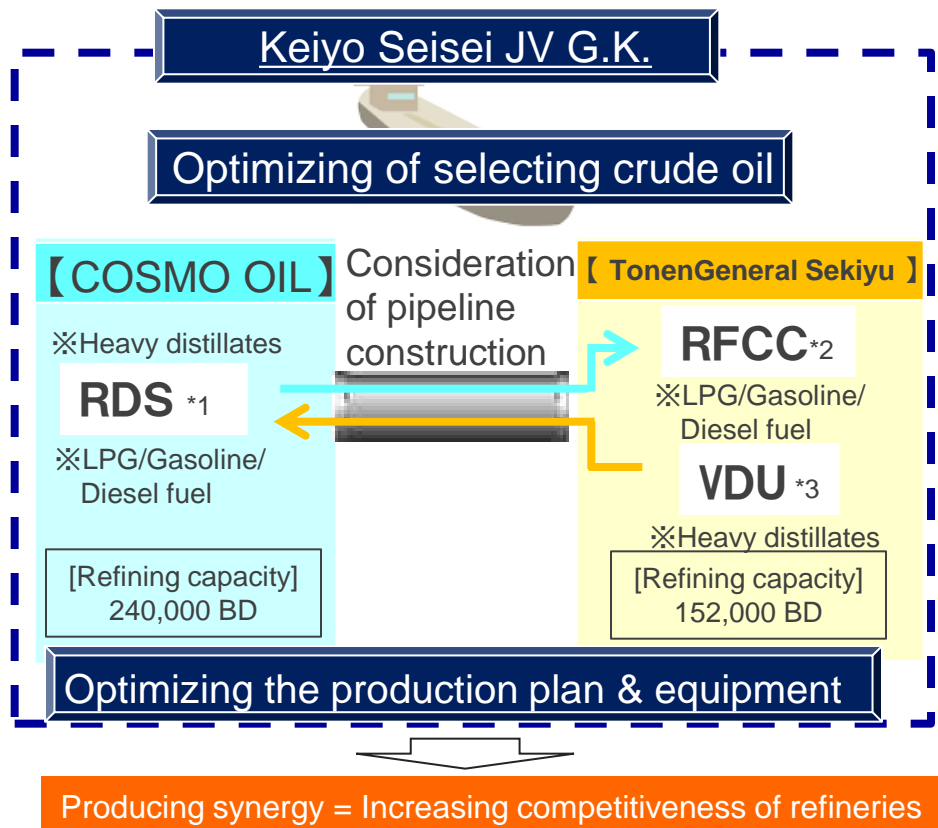 Keiyo Seisei JV G.K.
Optimizing of selecting crude oil
【COSMO OIL】
※Heavy distillates
RDS *1
※LPG/Gasoline/
Diesel fuel
[Refining capacity]
240,000 BD
Consideration
of pipeline
construction
【 TonenGeneral Sekiyu 】
RFCC*2
※LPG/Gasoline/
Diesel fuel
VDU *3
※Heavy distillates
[Refining capacity]
152,000 BD
Optimizing the production plan & equipment
Producing synergy = Increasing competitiveness of refineries